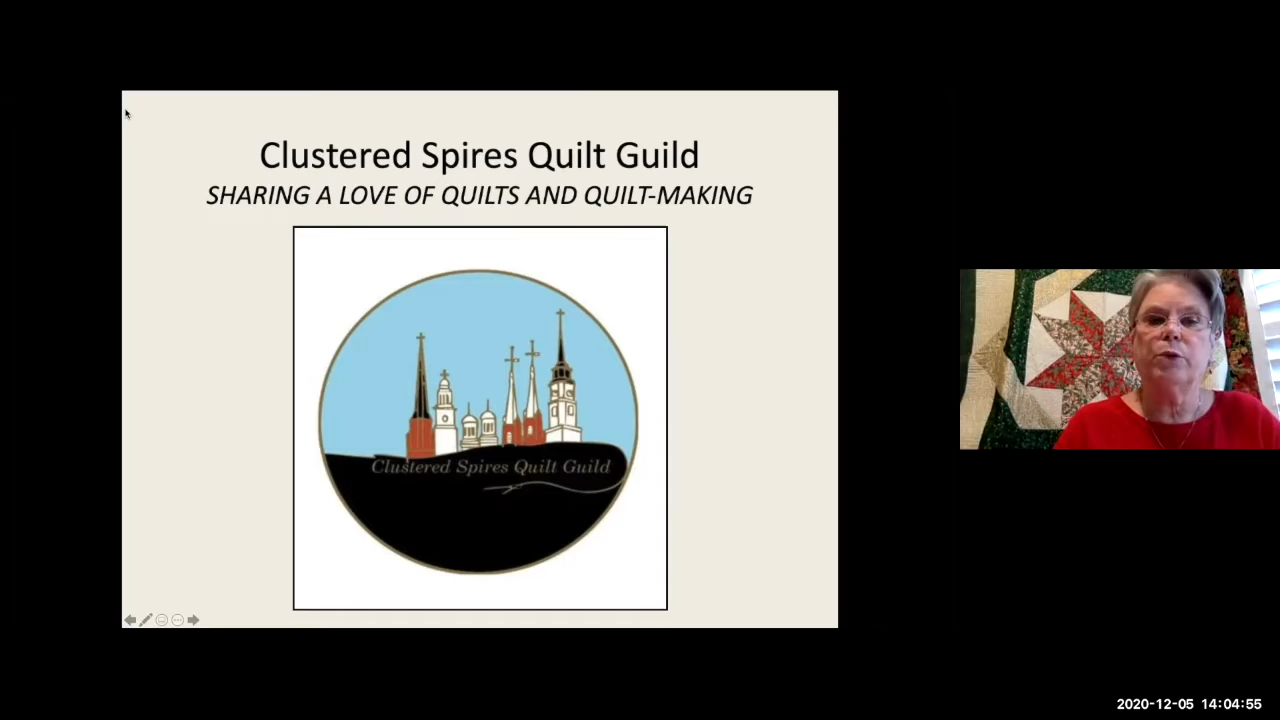 Clustered Spires Quilt Guild
SHARING A LOVE OF QUILTS AND QUILT-MAKING
Clustered Spires Quilt Guild
2020-12-05 14:04:55